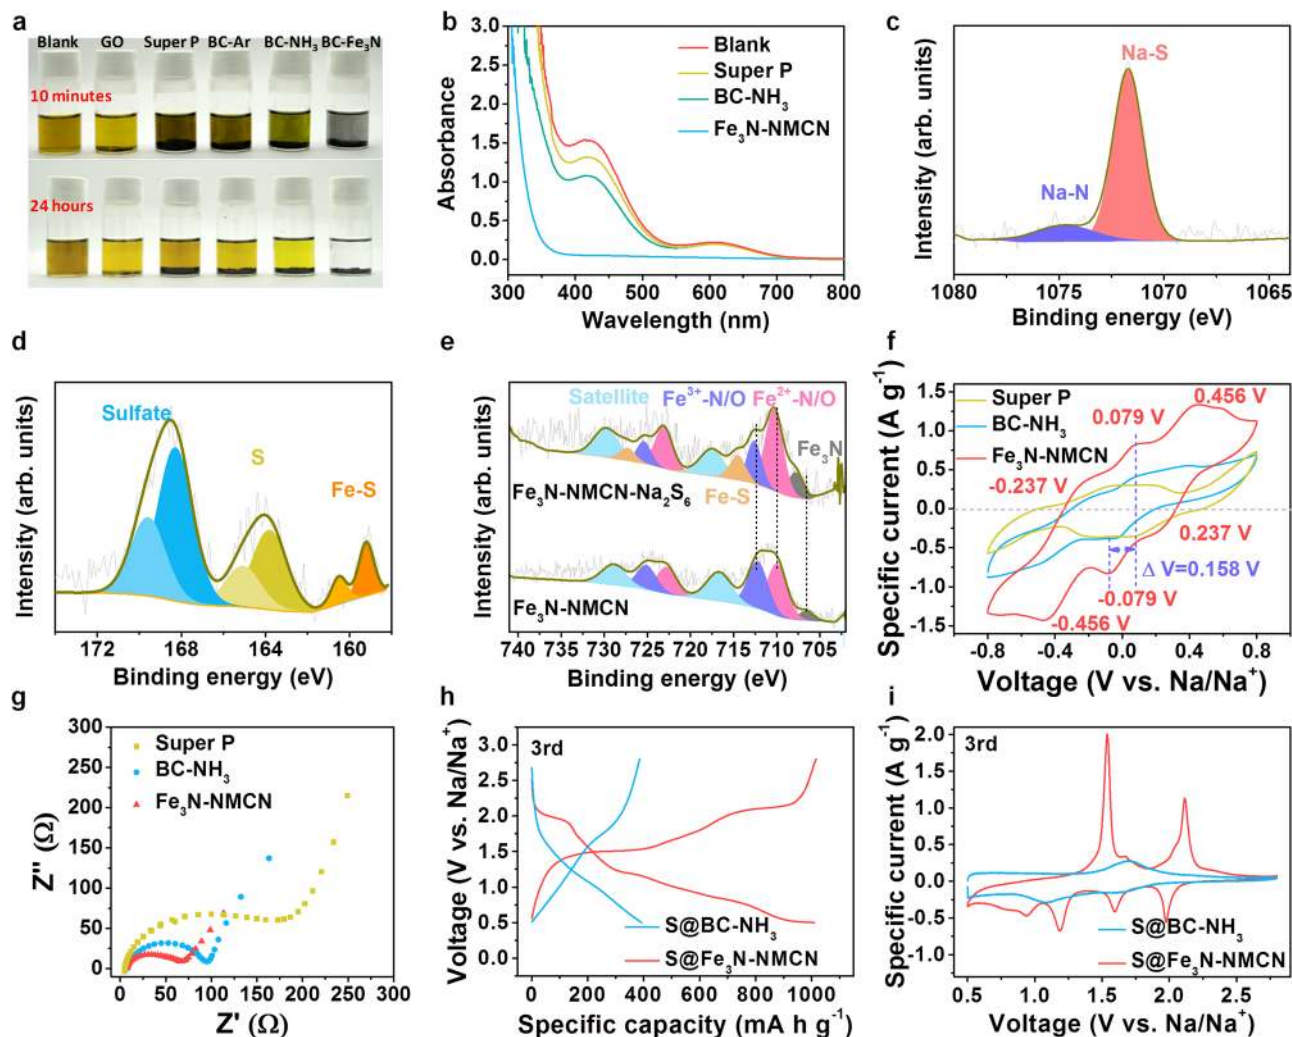 a
Blank GO Super P BC-Ar BC-NH₃ BC-Fe₃N
10 minutes
24 hours
b
3.0
2.5
2.0
1.5
1.0
0.5
0.0
Absorbance
Blank
Super P
BC-NH₃
Fe₃N-NMCN
300 400 500 600 700 800
Wavelength (nm)
c
Intensity (arb. units)
Na-S
Na-N
1080 1075 1070 1065
Binding energy (eV)
d
Intensity (arb. units)
Sulfate
S
Fe-S
172 168 164 160
Binding energy (eV)
e
Intensity (arb. units)
Satellite Fe³⁺-N/O Fe²⁺-N/O
Fe₃N
Fe-S
Fe₃N-NMCN-Na₂S₆
Fe₃N-NMCN
740 735 730 725 720 715 710 705
Binding energy (eV)
f
Specific current (A g⁻¹)
1.5
1.0
0.5
0.0
-0.5
-1.0
-1.5
Super P
BC-NH₃
Fe₃N-NMCN
0.456 V
0.079 V
-0.237 V
0.237 V
Δ V=0.158 V
-0.079 V
-0.456 V
-0.8 -0.4 0.0 0.4 0.8
Voltage (V vs. Na/Na⁺)
g
Z'' (Ω)
300
250
200
150
100
50
0
Super P
BC-NH₃
Fe₃N-NMCN
0 50 100 150 200 250 300
Z' (Ω)
h
Voltage (V vs. Na/Na⁺)
3.0
2.5
2.0
1.5
1.0
0.5
0.0
3rd
S@BC-NH₃
S@Fe₃N-NMCN
0 200 400 600 800 1000
Specific capacity (mA h g⁻¹)
i
Specific current (A g⁻¹)
2.0
1.5
1.0
0.5
0.0
-0.5
-1.0
3rd
S@BC-NH₃
S@Fe₃N-NMCN
0.5 1.0 1.5 2.0 2.5
Voltage (V vs. Na/Na⁺)